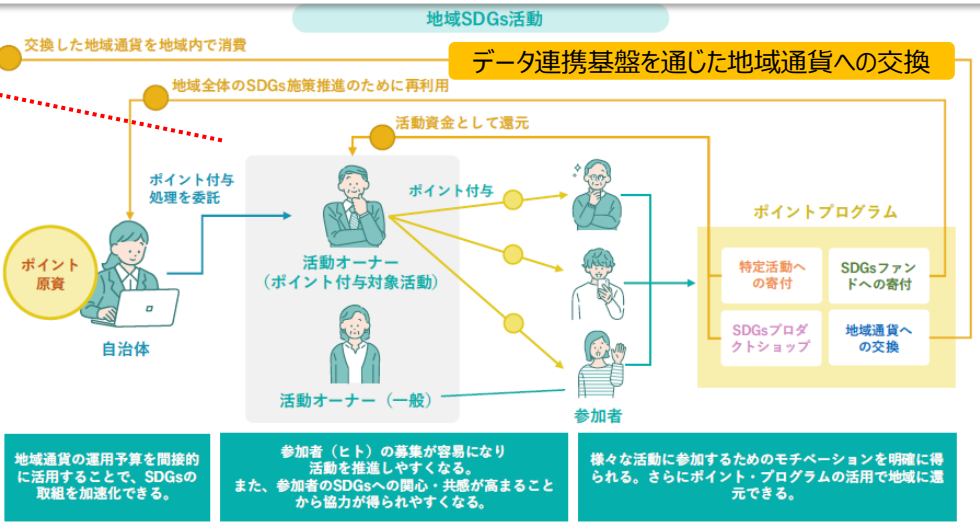 地域SDGs活動
交換した地域通貨を地域内で消費
データ連携基盤を通じた地域通貨への交換
地域全体のSDGs施策推進のために再利用
活動資金として還元
ポイント付与
処理を委託
ポイント付与
ポイントプログラム
ポイント
原資
活動オーナー
(ポイント付与対象活動)
特定活動へ
の寄付
SDGsファン
ドへの寄付
SDGsプロダ
クトショップ
地域通貨へ
の交換
自治体
活動オーナー（一般）
参加者
地域通貨の運用予算を間接的
に活用することで、SDGsの
取組を加速化できる。
参加者（ヒト）の募集が容易になり
活動を推進しやすくなる。
また、参加者のSDGsへの関心・共感が高まること
から協力が得られやすくなる。
様々な活動に参加するためのモチベーションを明確に得
られる。さらにポイント・プログラムの活用で地域に還
元できる。